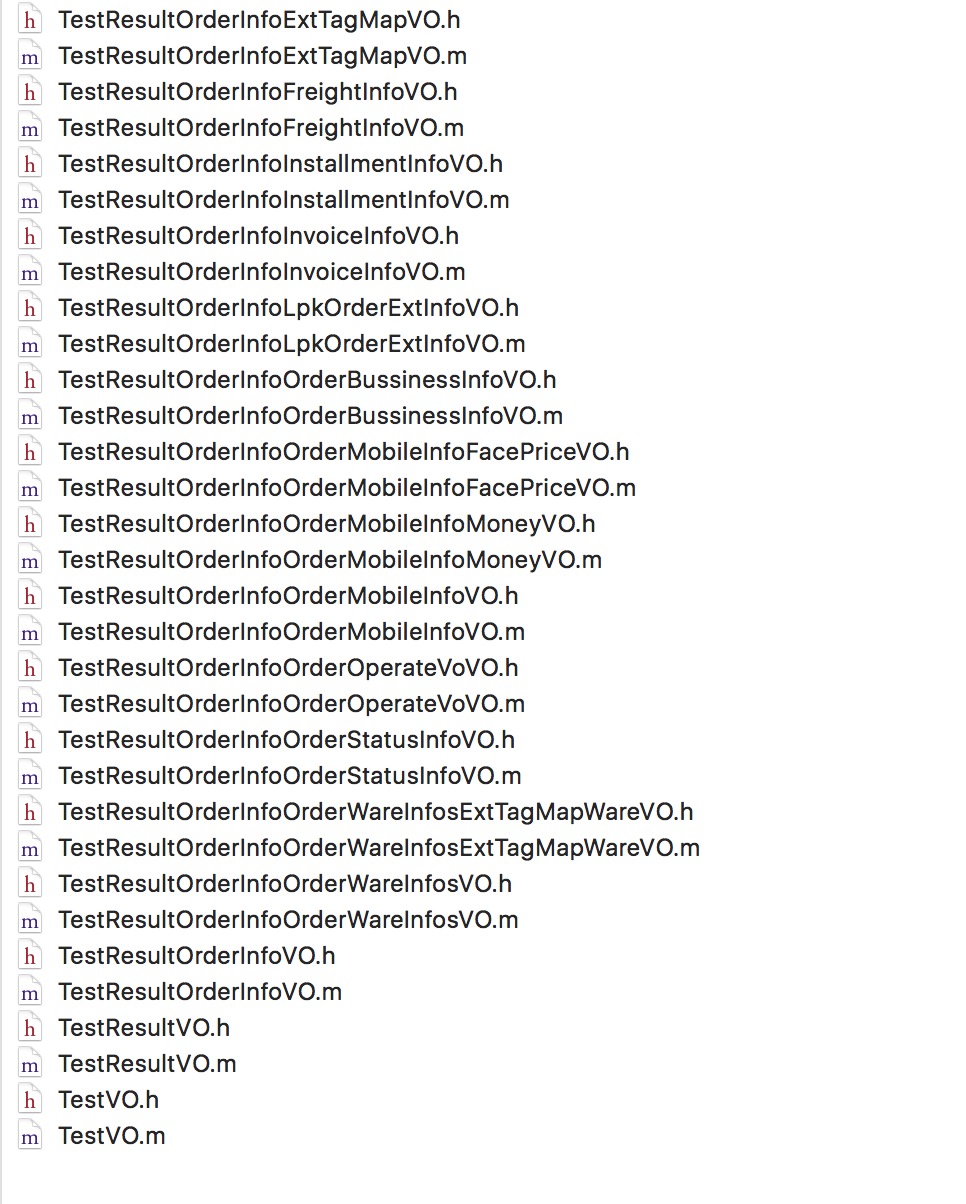 h TestResultOrderInfoExtTagMapVO.h
m TestResultOrderInfoExtTagMapVO.m
h TestResultOrderInfoFreightInfoVO.h
m TestResultOrderInfoFreightInfoVO.m
h TestResultOrderInfoInstallmentInfoVO.h
m TestResultOrderInfoInstallmentInfoVO.m
h TestResultOrderInfoInvoiceInfoVO.h
m TestResultOrderInfoInvoiceInfoVO.m
h TestResultOrderInfoLpkOrderExtInfoVO.h
m TestResultOrderInfoLpkOrderExtInfoVO.m
h TestResultOrderInfoOrderBussinessInfoVO.h
m TestResultOrderInfoOrderBussinessInfoVO.m
h TestResultOrderInfoOrderMobileInfoFacePriceVO.h
m TestResultOrderInfoOrderMobileInfoFacePriceVO.m
h TestResultOrderInfoOrderMobileInfoMoneyVO.h
m TestResultOrderInfoOrderMobileInfoMoneyVO.m
h TestResultOrderInfoOrderMobileInfoVO.h
m TestResultOrderInfoOrderMobileInfoVO.m
h TestResultOrderInfoOrderOperateVoVO.h
m TestResultOrderInfoOrderOperateVoVO.m
h TestResultOrderInfoOrderStatusInfoVO.h
m TestResultOrderInfoOrderStatusInfoVO.m
h TestResultOrderInfoOrderWareInfosExtTagMapWareVO.h
m TestResultOrderInfoOrderWareInfosExtTagMapWareVO.m
h TestResultOrderInfoOrderWareInfosVO.h
m TestResultOrderInfoOrderWareInfosVO.m
h TestResultOrderInfoVO.h
m TestResultOrderInfoVO.m
h TestResultVO.h
m TestResultVO.m
h TestVO.h
m TestVO.m